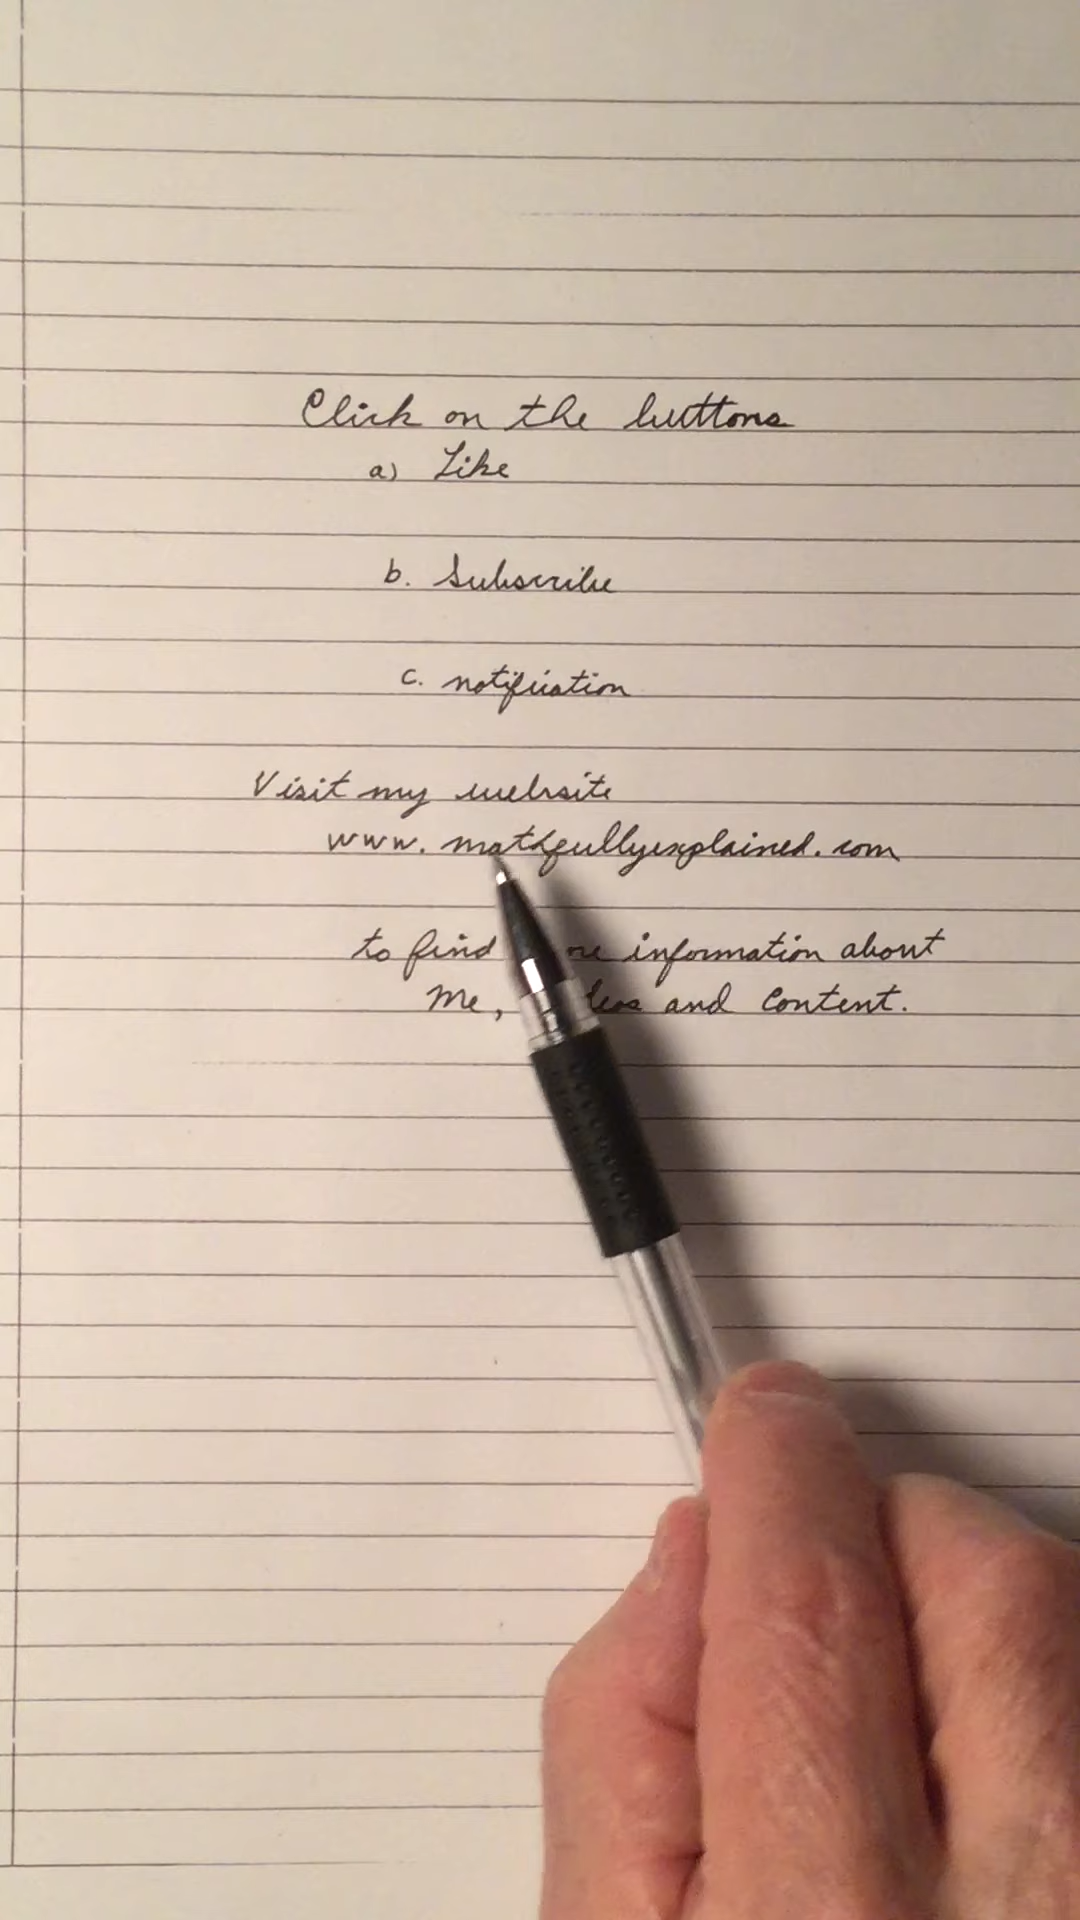 Click on the buttons
a) Like
b. Subscribe
c. notification
Visit my website
www.mathfullyexplained.com
to find information about
me, and content.